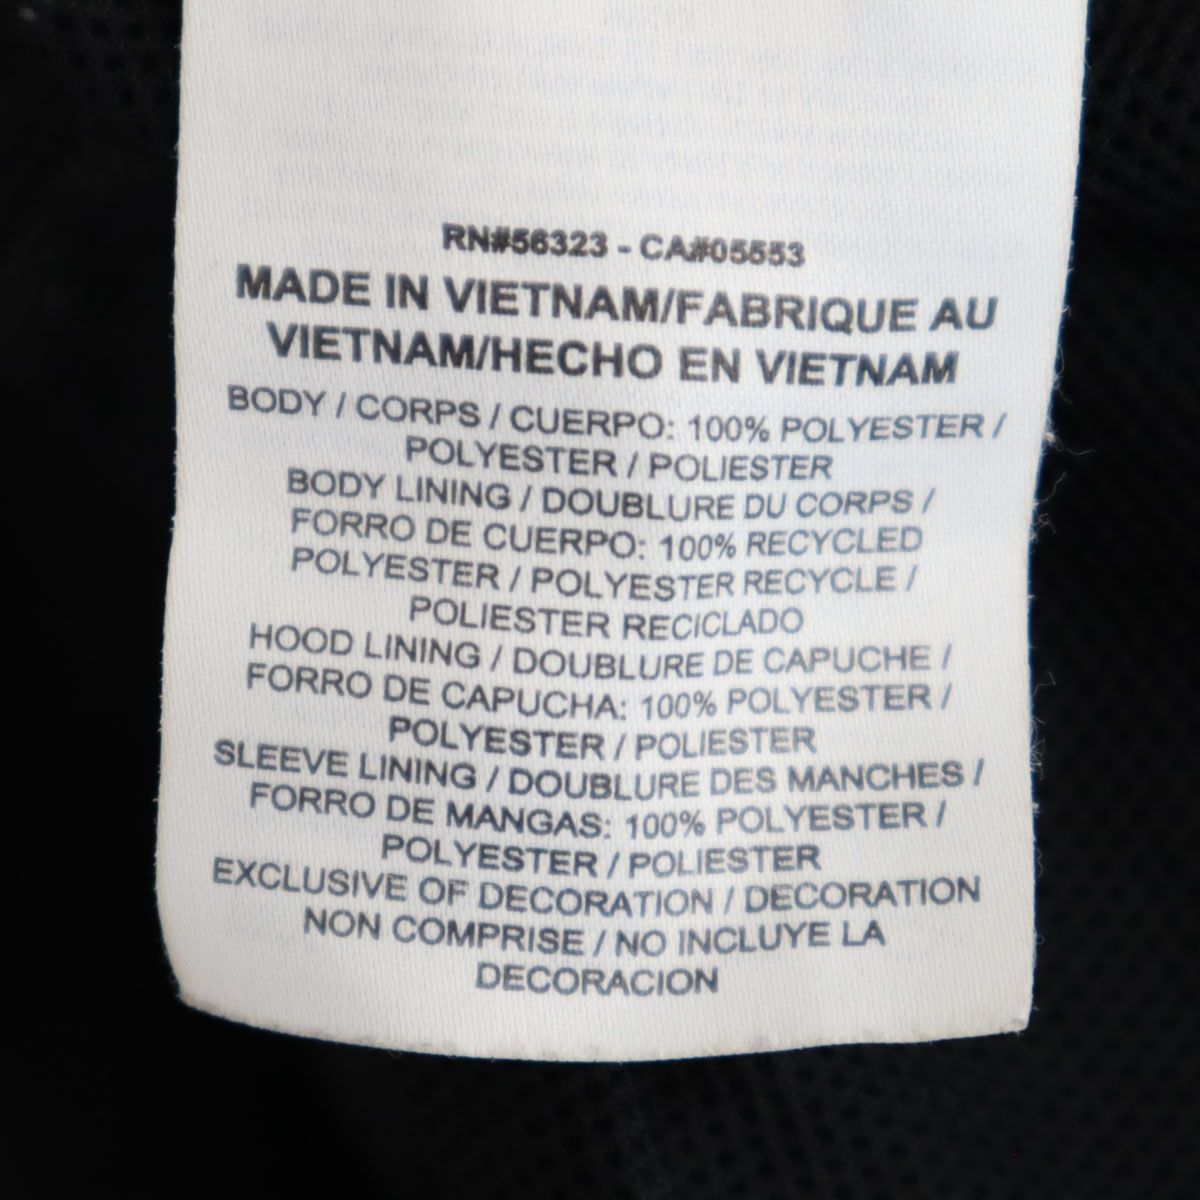 RN#56323 - CA#05553
MADE IN VIETNAM/FABRIQUE AU
VIETNAM/HECHO EN VIETNAM
BODY / CORPS / CUERPO: 100% POLYESTER /
POLYESTER / POLIESTER
BODY LINING / DOUBLURE DU CORPS /
FORRO DE CUERPO: 100% RECYCLED
POLYESTER / POLYESTER RECYCLE /
POLIESTER RECICLADO
HOOD LINING / DOUBLURE DE CAPUCHE /
FORRO DE CAPUCHA: 100% POLYESTER /
POLYESTER / POLIESTER
SLEEVE LINING / DOUBLURE DES MANCHES /
FORRO DE MANGAS: 100% POLYESTER /
POLYESTER / POLIESTER
EXCLUSIVE OF DECORATION / DECORATION
NON COMPRISE / NO INCLUYE LA
DECORACION